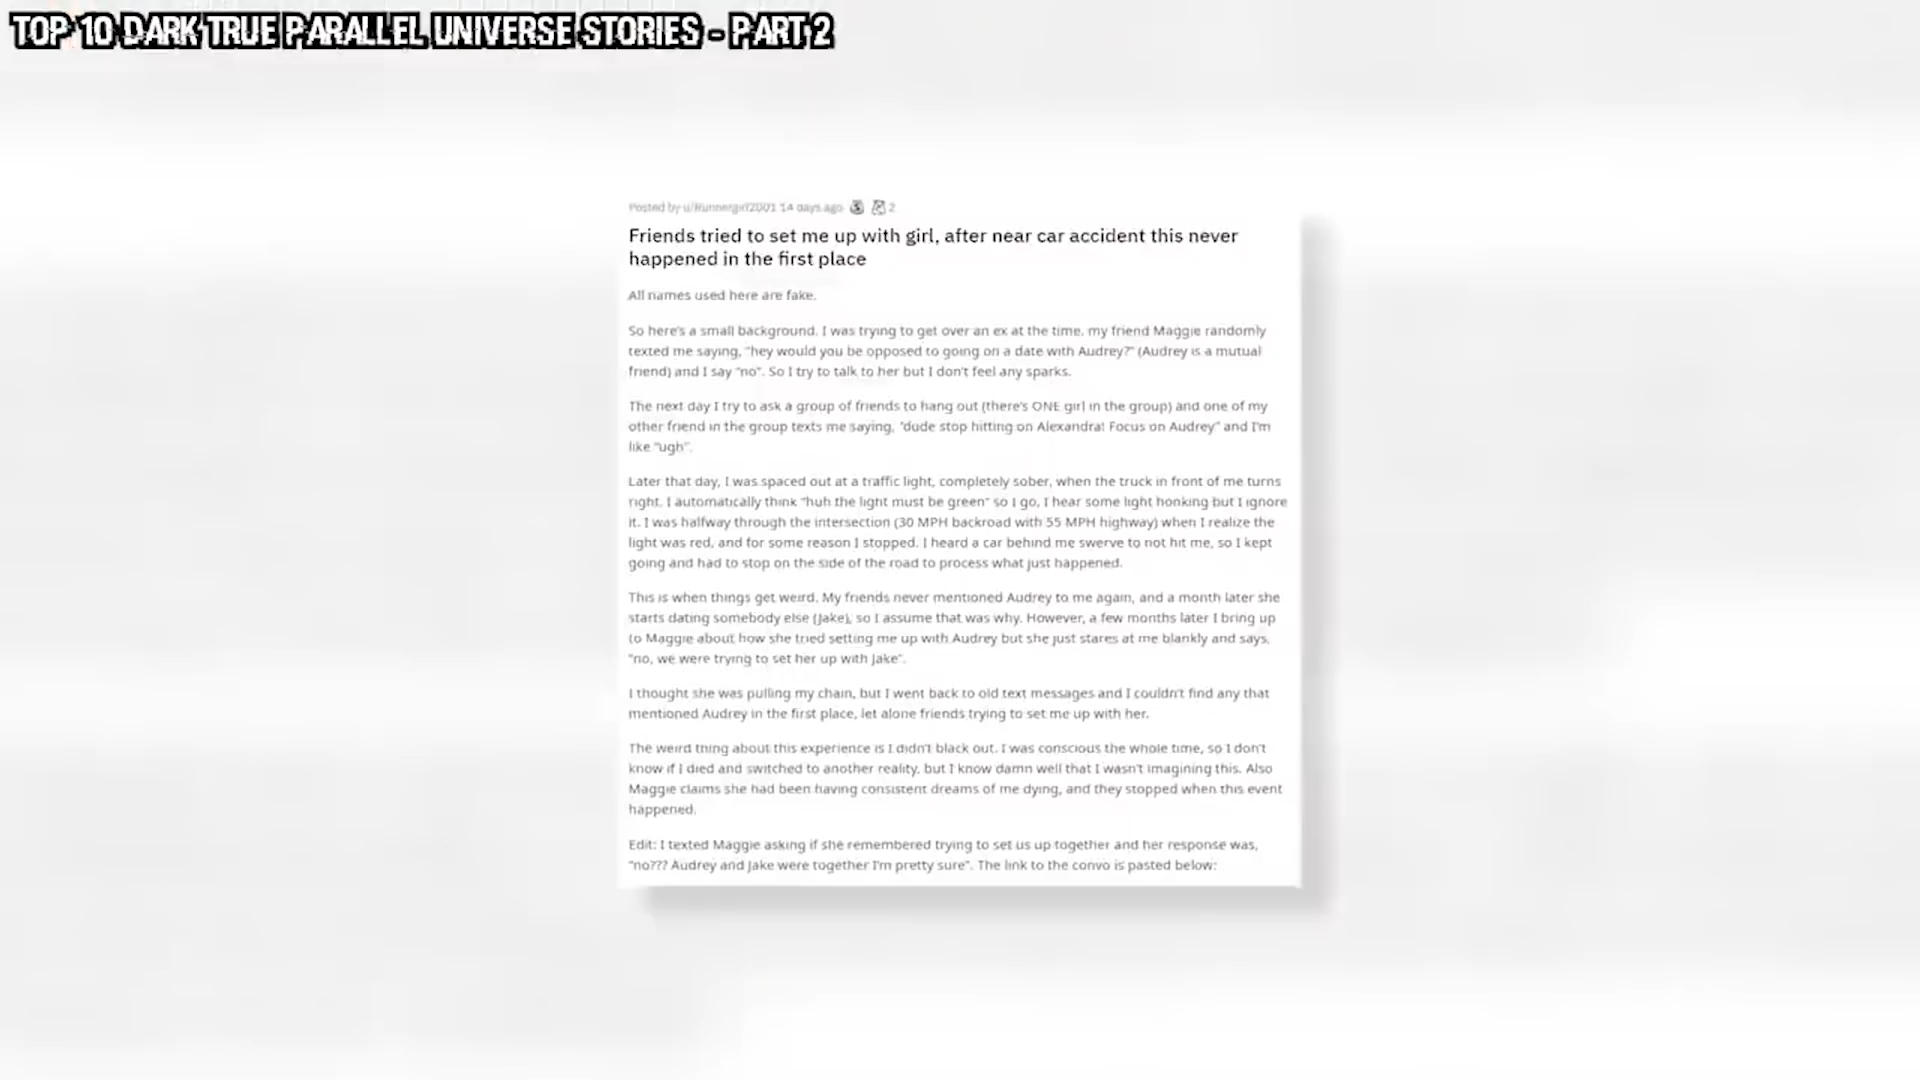 TOP 10 DARK TRUE PARALLEL UNIVERSE STORIES - PART 2
Posted by u/Runnergirl2001 14 days ago 2
Friends tried to set me up with girl, after near car accident this never
happened in the first place
All names used here are fake.
So here's a small background. I was trying to get over an ex at the time. my friend Maggie randomly
texted me saying, "hey would you be opposed to going on a date with Audrey?" (Audrey is a mutual
friend) and I say "no". So I try to talk to her but I don't feel any sparks.
The next day I try to ask a group of friends to hang out (there's ONE girl in the group) and one of my
other friend in the group texts me saying, "dude stop hitting on Alexandra! Focus on Audrey" and I'm
like "ugh".
Later that day, I was spaced out at a traffic light, completely sober, when the truck in front of me turns
right. I automatically think "huh the light must be green" so I go, I hear some light honking but I ignore
it. I was halfway through the intersection (30 MPH backroad with 55 MPH highway) when I realize the
light was red, and for some reason I stopped. I heard a car behind me swerve to not hit me, so I kept
going and had to stop on the side of the road to process what just happened.
This is when things get weird. My friends never mentioned Audrey to me again, and a month later she
starts dating somebody else (Jake), so I assume that was why. However, a few months later I bring up
to Maggie about how she tried setting me up with Audrey but she just stares at me blankly and says,
"no, we were trying to set her up with Jake".
I thought she was pulling my chain, but I went back to old text messages and I couldn't find any that
mentioned Audrey in the first place, let alone friends trying to set me up with her.
The weird thing about this experience is I didn't black out. I was conscious the whole time, so I don't
know if I died and switched to another reality, but I know damn well that I wasn't imagining this. Also
Maggie claims she had been having consistent dreams of me dying, and they stopped when this event
happened.
Edit: I texted Maggie asking if she remembered trying to set us up together and her response was,
"no??? Audrey and Jake were together I'm pretty sure". The link to the convo is pasted below: